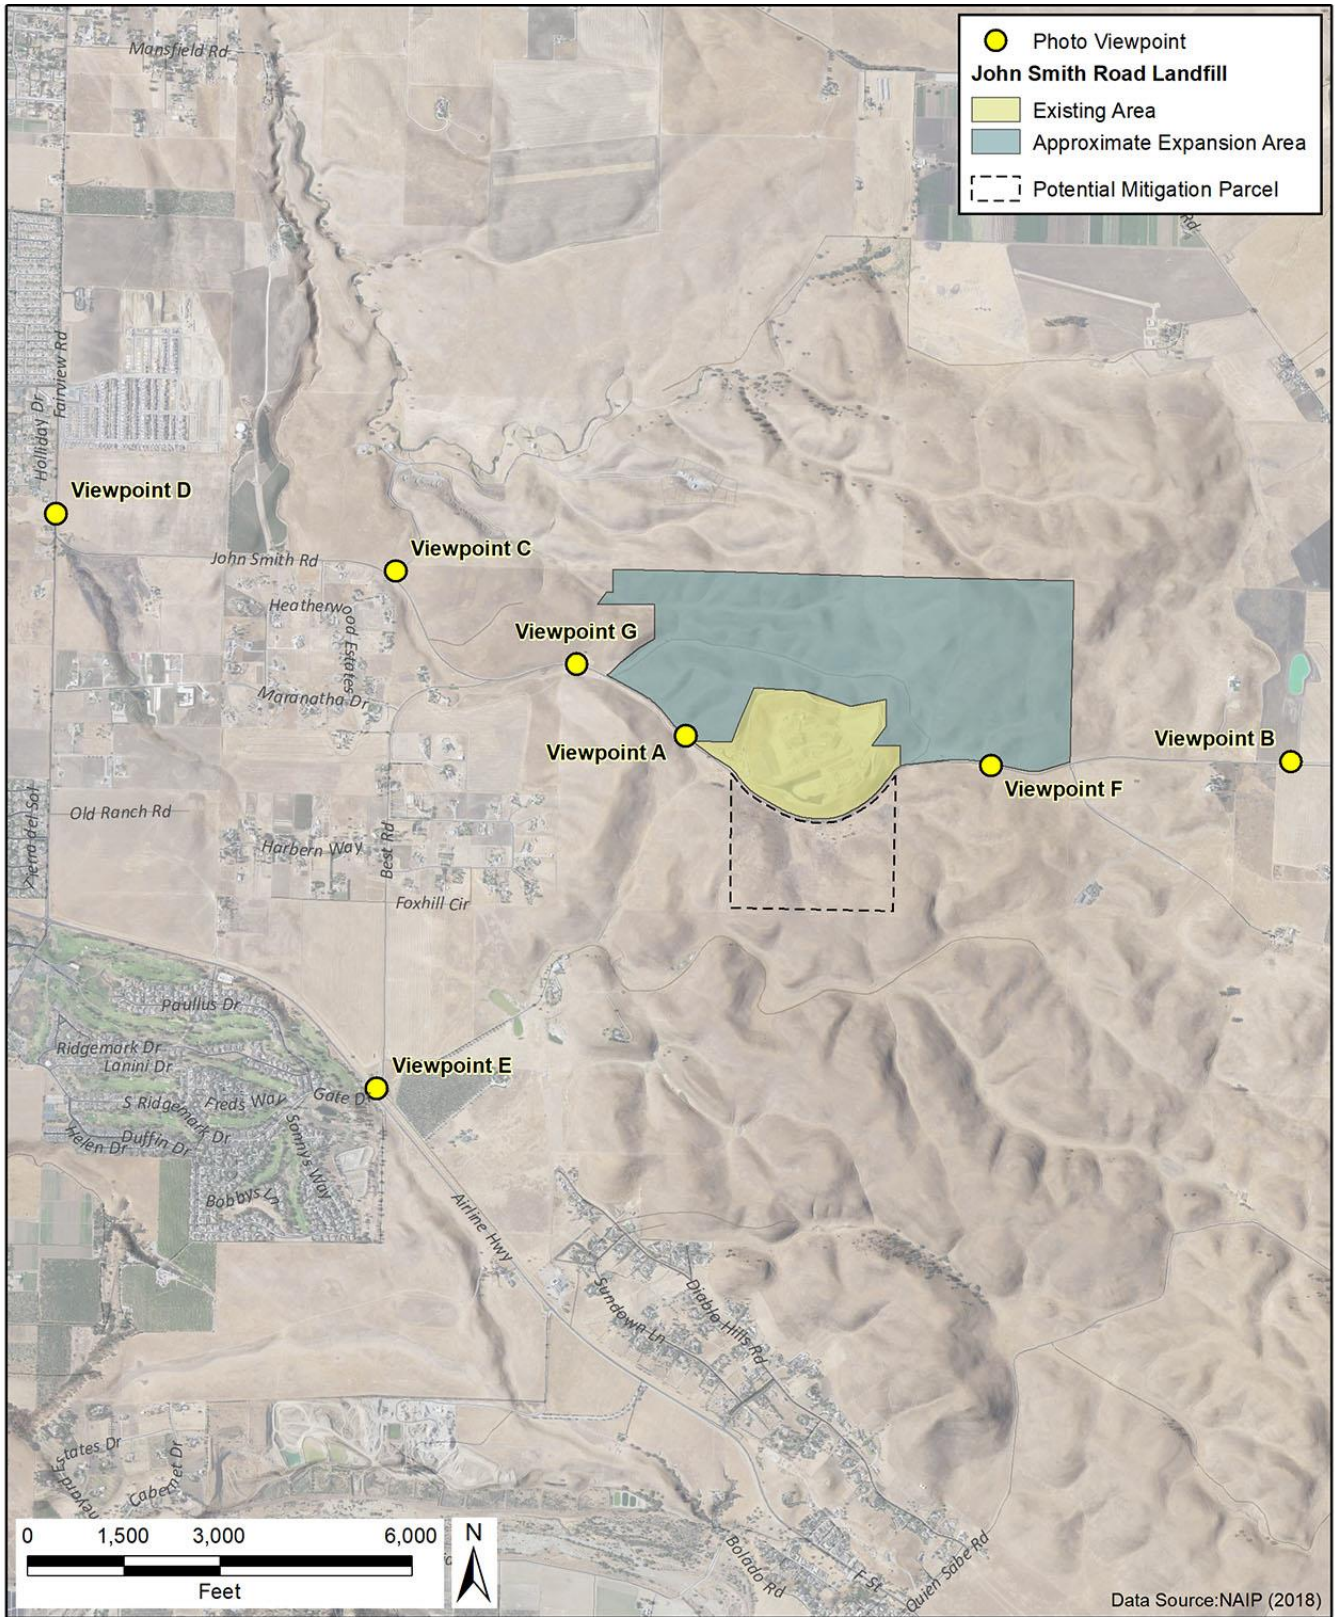 Photo Viewpoint
John Smith Road Landfill
Existing Area
Approximate Expansion Area
Potential Mitigation Parcel
Mansfield Rd
Rd
Fairview Rd
Holliday Dr
Viewpoint D
John Smith Rd
Viewpoint C
Heatherwood Estates
Viewpoint G
Maranatha Dr
Viewpoint A
Viewpoint B
Viewpoint F
Old Ranch Rd
Tierra del Sol
Harbern Way
Best Rd
Foxhill Cir
Paullus Dr
Ridgemark Dr
Lanini Dr
Viewpoint E
S Ridgemark Dr
Freds Way
Gate Dr
Helen Dr
Duffin Dr
Sonnys Way
Bobbys Ln
Airline Hwy
Sundown Ln
Diablo Hills Rd
Estates Dr
Cabernet Dr
Bolado Rd
F St
Quien Sabe Rd
0 1,500 3,000 6,000
Feet
N
Data Source:NAIP (2018)